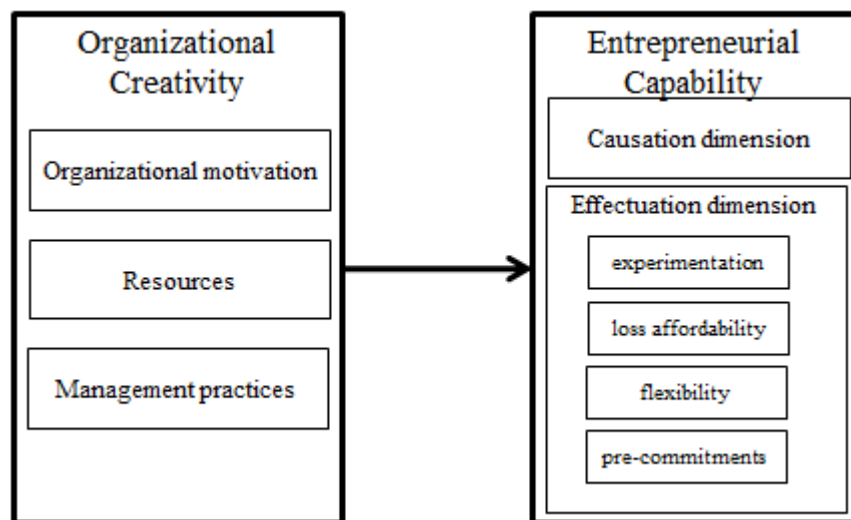 Organizational
Creativity
Organizational motivation
Resources
Management practices
Entrepreneurial
Capability
Causation dimension
Effectuation dimension
experimentation
loss affordability
flexibility
pre-commitments